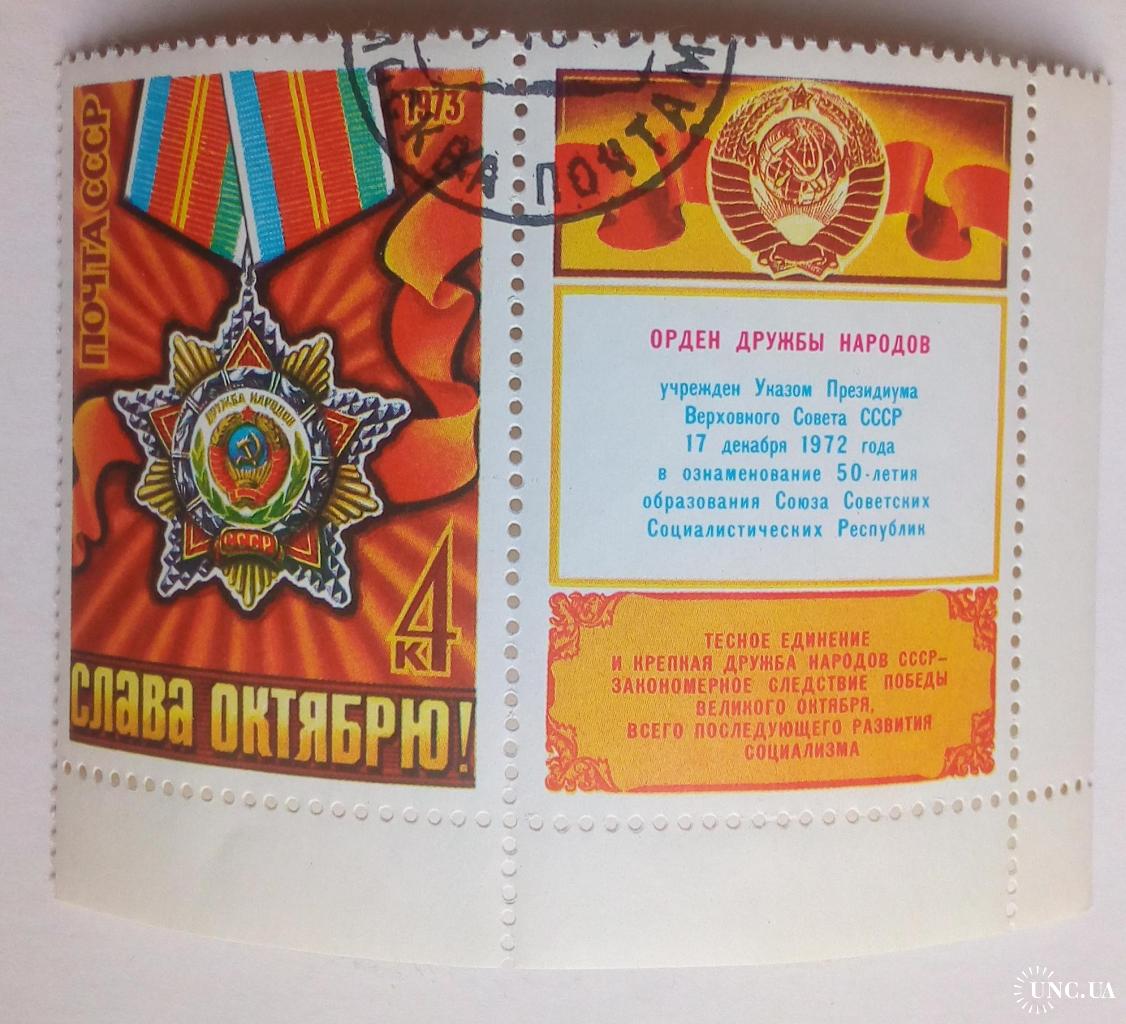 ПОЧТА СССР
1973
ДРУЖБА НАРОДОВ
СССР
4
К
СЛАВА ОКТЯБРЮ!
КАЯ ПОЧТАМ
ОРДЕН ДРУЖБЫ НАРОДОВ
учрежден Указом Президиума
Верховного Совета СССР
17 декабря 1972 года
в ознаменование 50-летия
образования Союза Советских
Социалистических Республик
ТЕСНОЕ ЕДИНЕНИЕ
И КРЕПКАЯ ДРУЖБА НАРОДОВ СССР-
ЗАКОНОМЕРНОЕ СЛЕДСТВИЕ ПОБЕДЫ
ВЕЛИКОГО ОКТЯБРЯ,
ВСЕГО ПОСЛЕДУЮЩЕГО РАЗВИТИЯ
СОЦИАЛИЗМА
UNC.UA